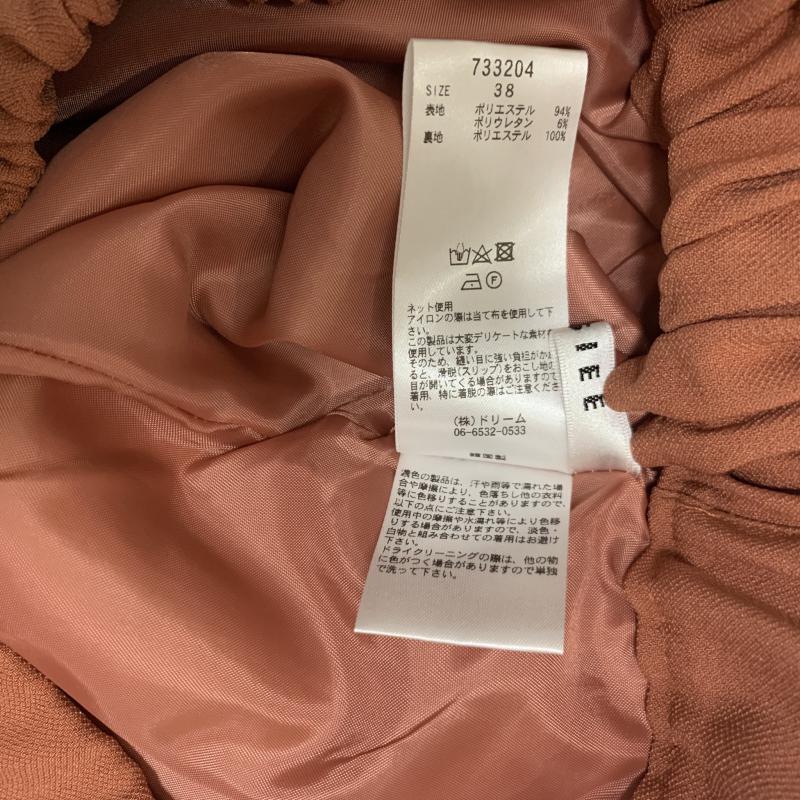 733204
SIZE 38
表地 ポリエステル 94%
ポリウレタン 6%
裏地 ポリエステル 100%
F
ネット使用
アイロンの際は当て布を使用して下
さい。
この製品は大変デリケートな素材を
使用しています。
そのため、縫い目に強い負担がかか
ると、滑脱(スリップ)をおこし地の
目が開いてくる場合がありますので
着用、特に着脱の際はご注意くださ
い。
(株)ドリーム
06-6532-0533
韓国製
濃色の製品は、汗や雨等で濡れた場
合や摩擦により、色落ちし他の衣料
等に色移りすることがありますので、
以下の点にご注意下さい。
使用中の摩擦や水濡れ等により色移
りする場合がありますので、淡色・
白物と組み合わせての着用はお避け
下さい。
ドライクリーニングの際は、他の物
に色がつく場合がありますので単独
で洗って下さい。